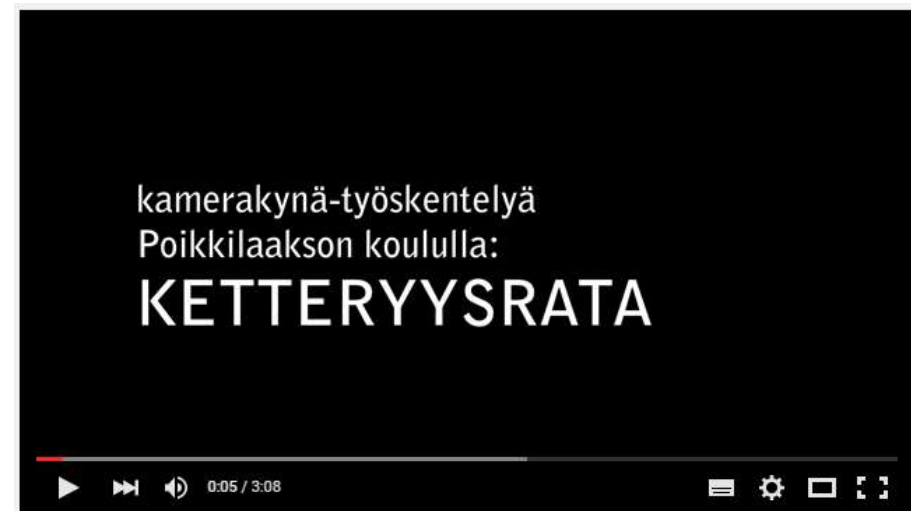 kamerakynä-työskentelyä
Poikkilaakson koululla:
KETTERYYSRATA
0:05 / 3:08